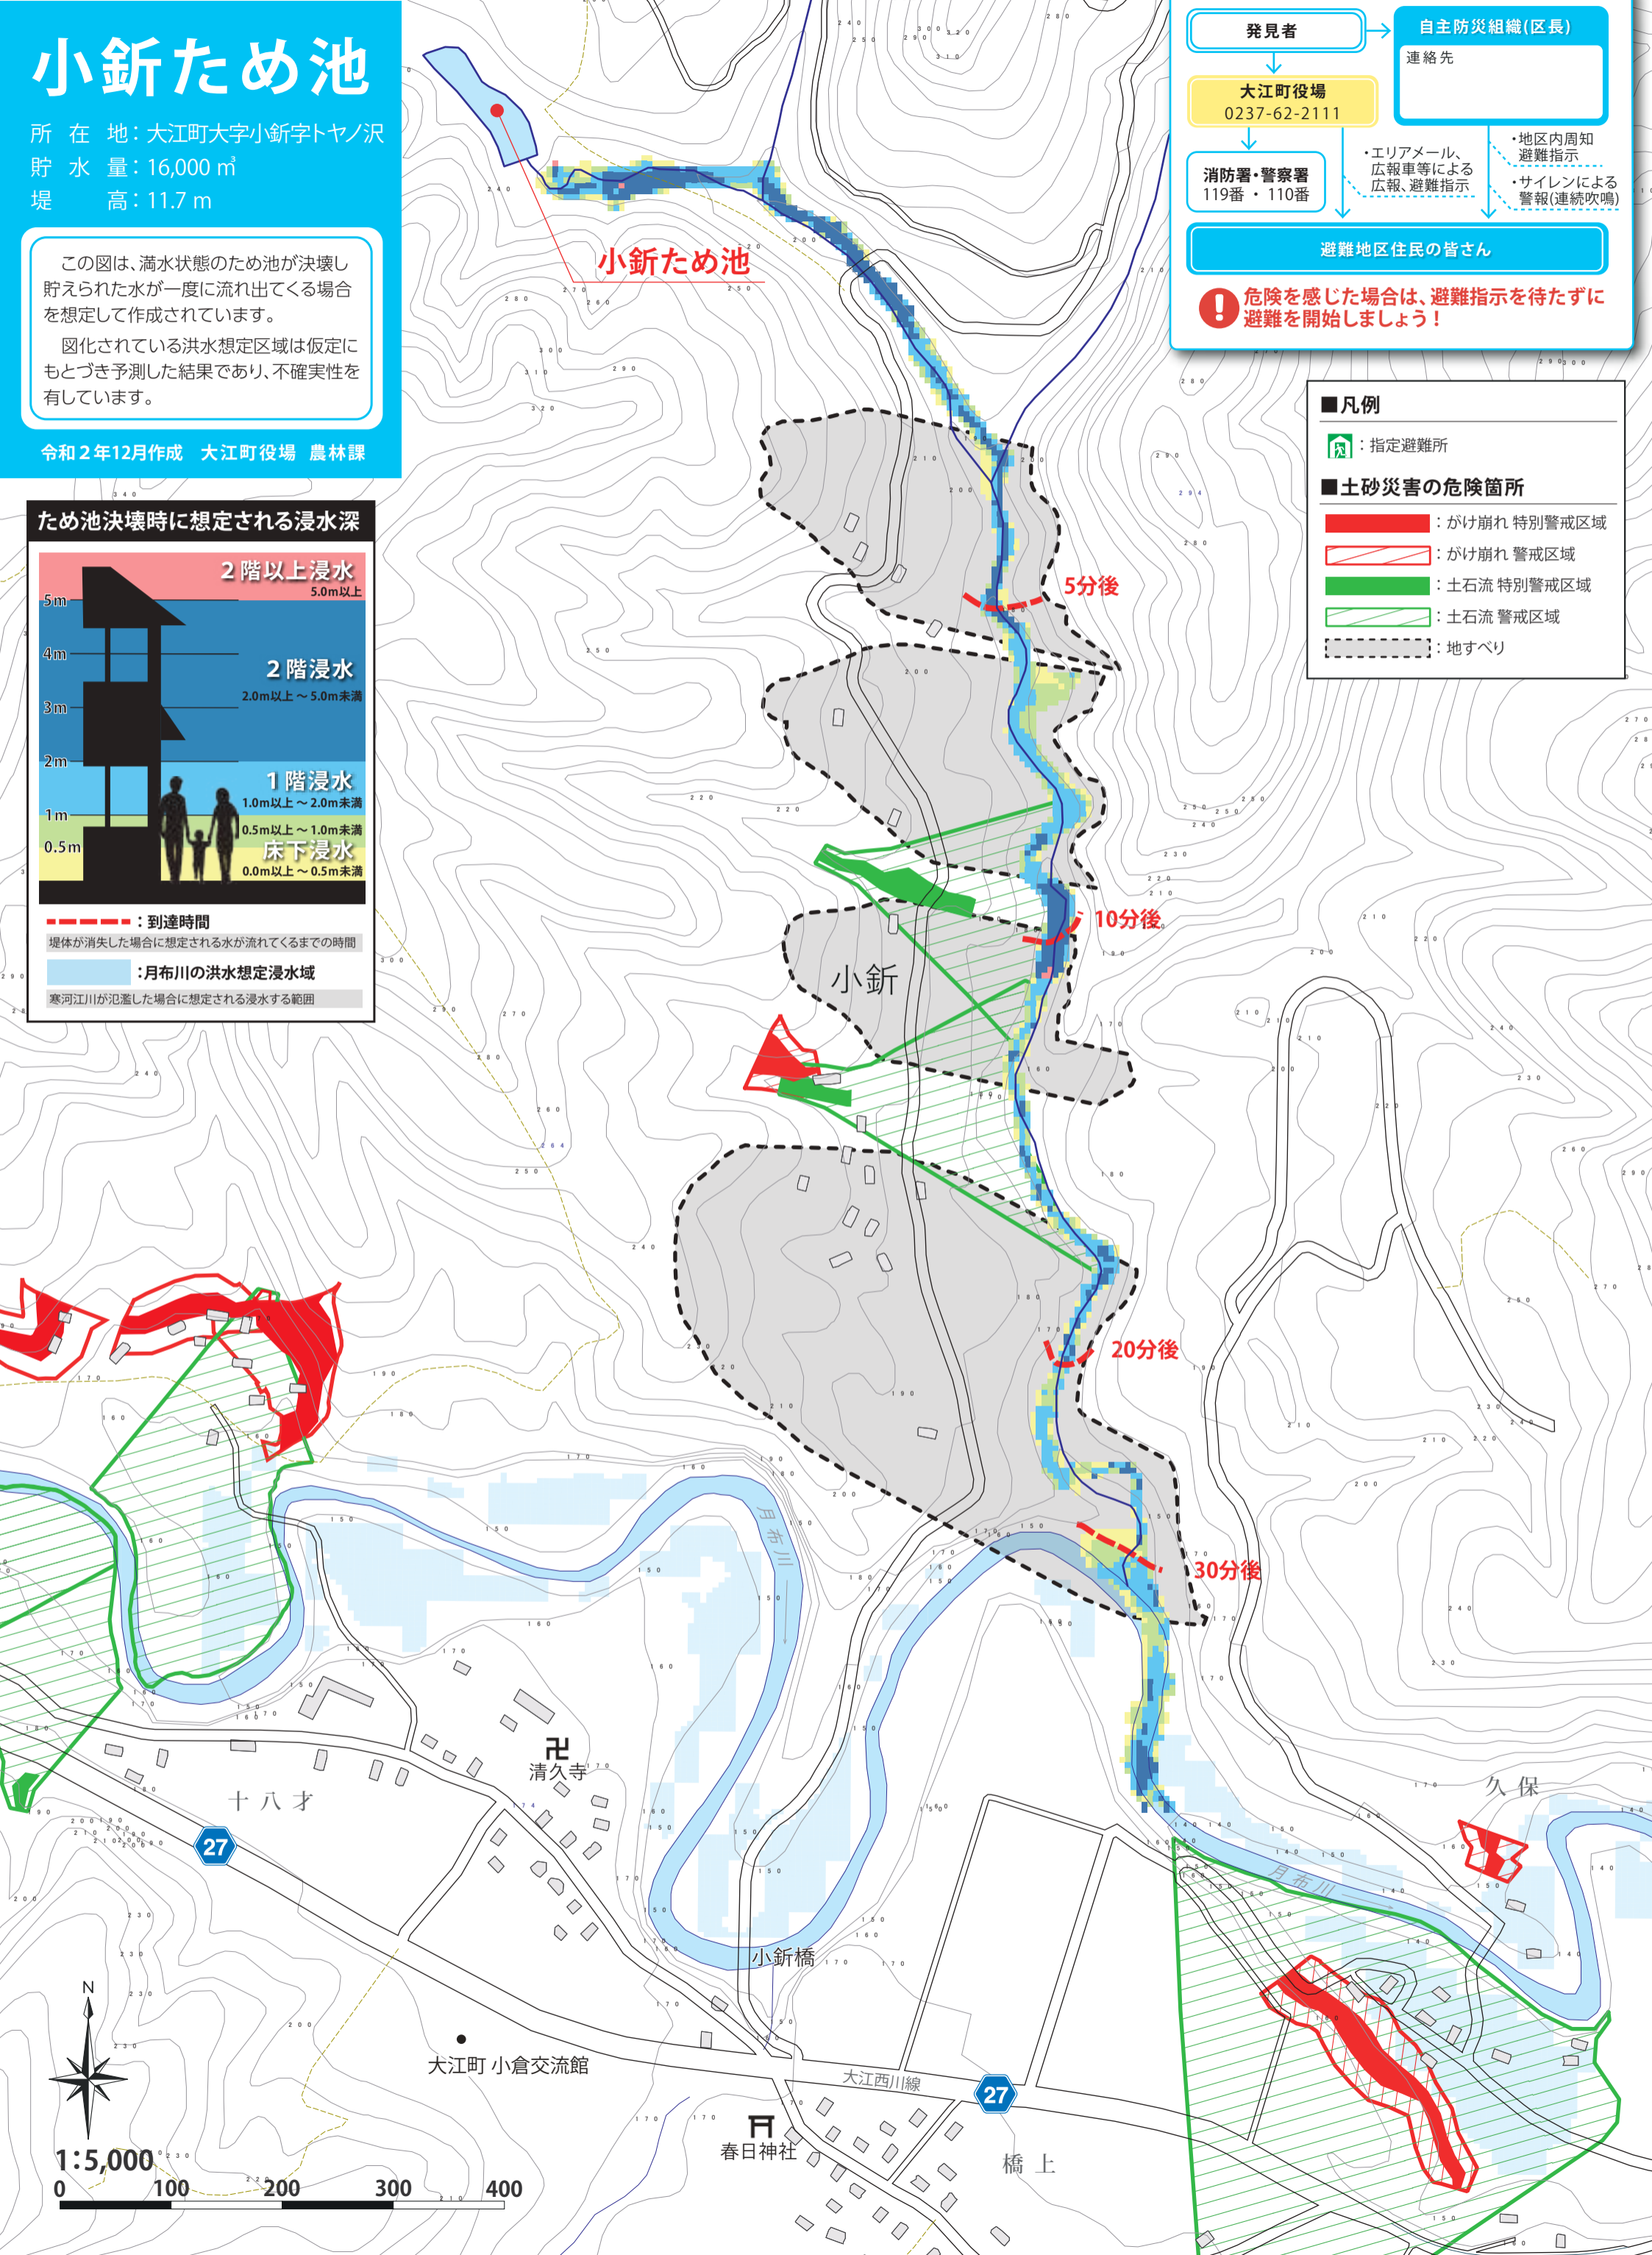 小釿ため池
所在地：大江町大字小釿字トヤノ沢
貯水量：16,000 ㎥
堤高：11.7 m
この図は、満水状態のため池が決壊し
貯えられた水が一度に流れ出てくる場合
を想定して作成されています。
図化されている洪水想定区域は仮定に
もとづき予測した結果であり、不確実性を
有しています。
令和２年12月作成　大江町役場 農林課
発見者
自主防災組織(区長)
連絡先
大江町役場
0237-62-2111
消防署・警察署
119番 ・ 110番
・エリアメール、
広報車等による
広報、避難指示
・地区内周知
避難指示
・サイレンによる
警報(連続吹鳴)
避難地区住民の皆さん
危険を感じた場合は、避難指示を待たずに
避難を開始しましょう！
■凡例
：指定避難所
■土砂災害の危険箇所
：がけ崩れ 特別警戒区域
：がけ崩れ 警戒区域
：土石流 特別警戒区域
：土石流 警戒区域
：地すべり
ため池決壊時に想定される浸水深
２階以上浸水
5.0m以上
5m
4m
２階浸水
2.0m以上 ～ 5.0m未満
3m
2m
１階浸水
1.0m以上 ～ 2.0m未満
1m
0.5m以上 ～ 1.0m未満
0.5m
床下浸水
0.0m以上 ～ 0.5m未満
：到達時間
堤体が消失した場合に想定される水が流れてくるまでの時間
：月布川の洪水想定浸水域
寒河江川が氾濫した場合に想定される浸水する範囲
小釿ため池
5分後
10分後
小釿
20分後
30分後
月布川
清久寺
十八才
27
久保
月布川
小釿橋
大江町 小倉交流館
大江西川線
27
春日神社
橋上
N
1：5,000
0 100 200 300 400